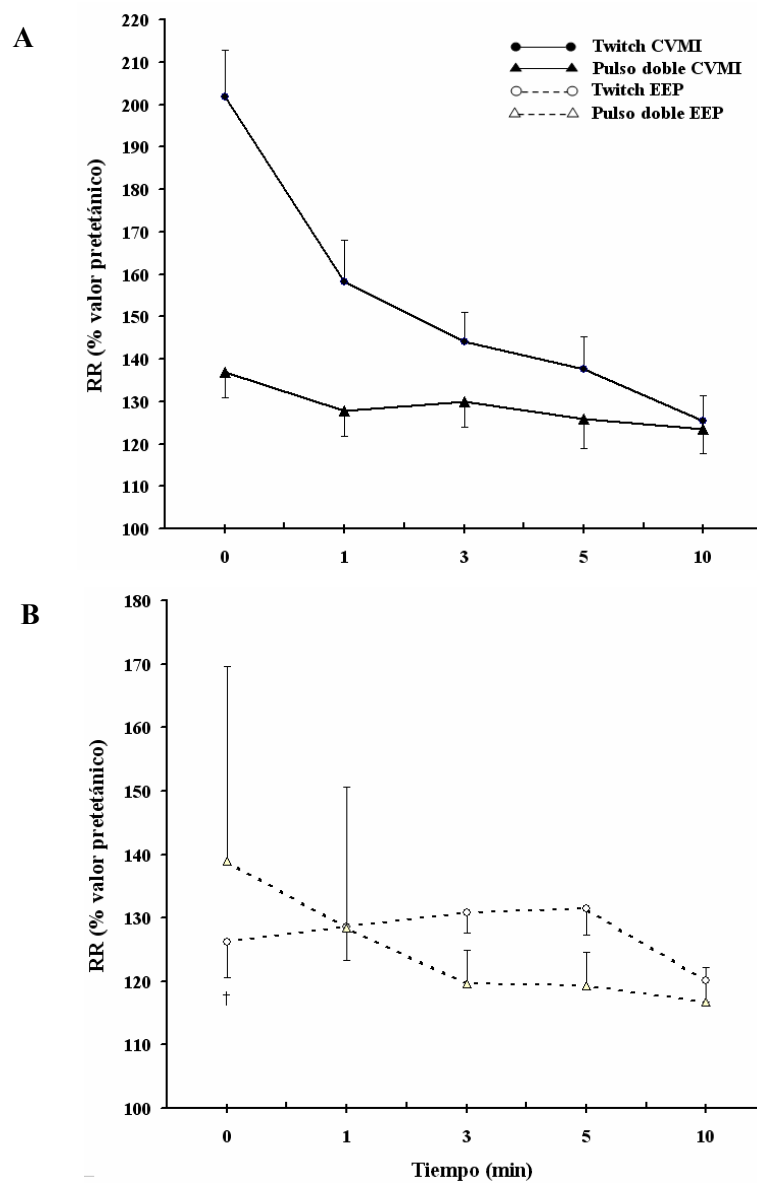 A
220
210
200
190
180
170
160
150
140
130
120
110
100
RR (% valor pretetánico)
Twitch CVMI
Pulso doble CVMI
Twitch EEP
Pulso doble EEP
0 1 3 5 10
B
180
170
160
150
140
130
120
110
100
RR (% valor pretetánico)
†
0 1 3 5 10
Tiempo (min)